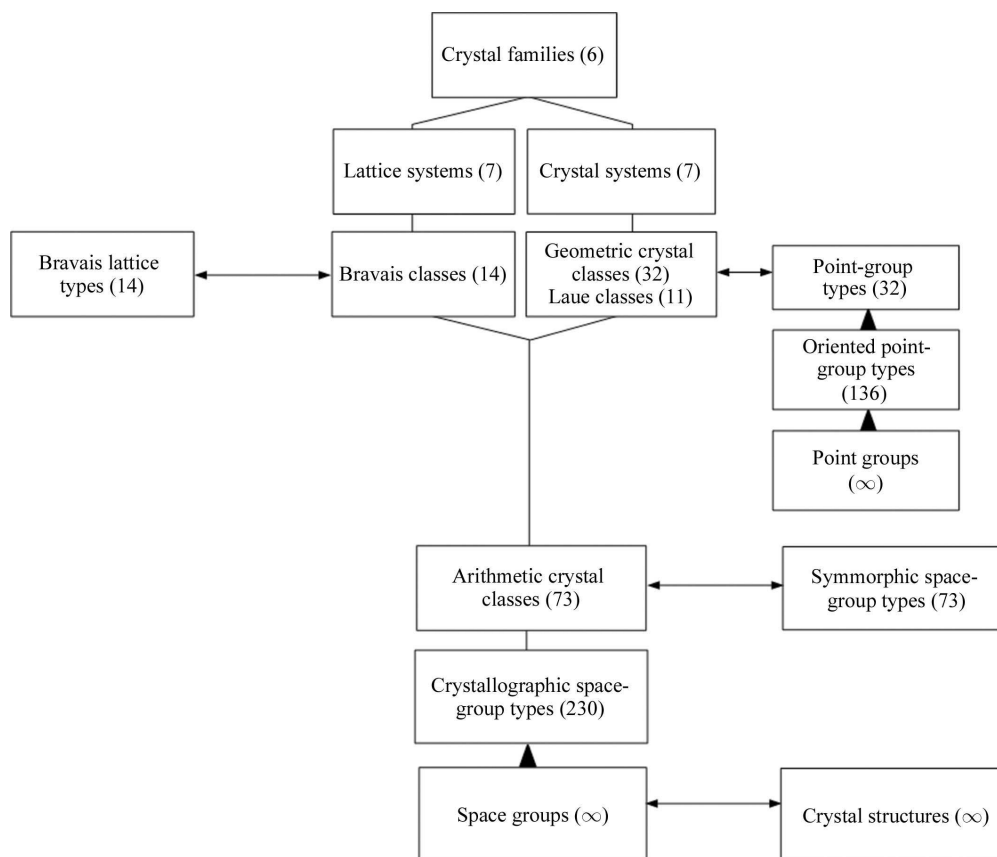 Crystal families (6)
Lattice systems (7)
Crystal systems (7)
Bravais lattice
types (14)
Bravais classes (14)
Geometric crystal
classes (32)
Laue classes (11)
Point-group
types (32)
Oriented point-
group types
(136)
Point groups
(∞)
Arithmetic crystal
classes (73)
Symmorphic space-
group types (73)
Crystallographic space-
group types (230)
Space groups (∞)
Crystal structures (∞)